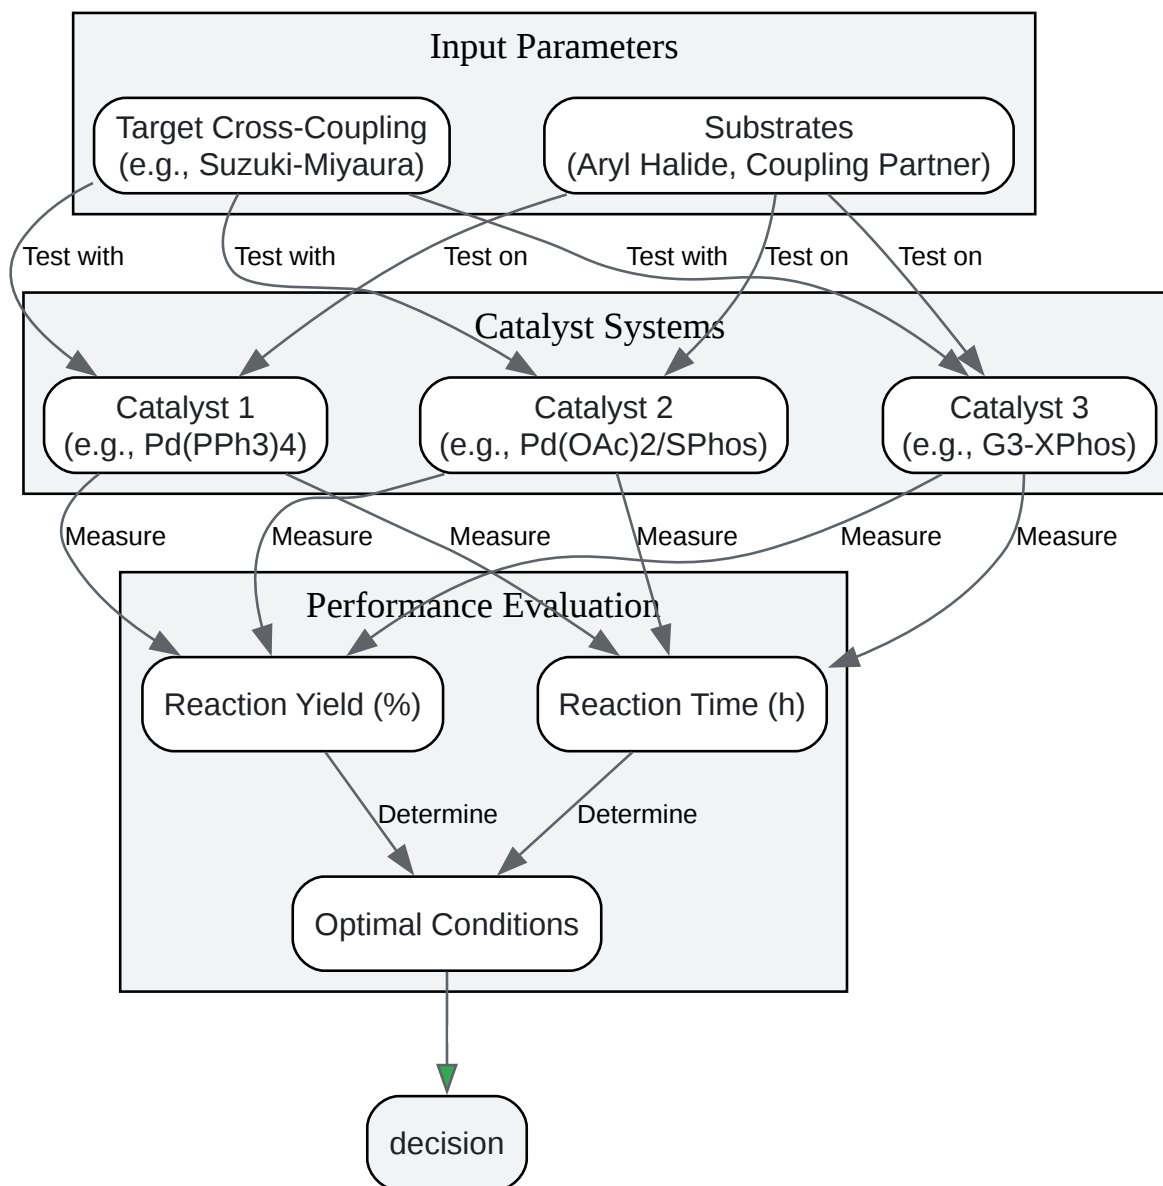 Input Parameters
Target Cross-Coupling
(e.g., Suzuki-Miyaura)
Substrates
(Aryl Halide, Coupling Partner)
Test with
Test with
Test on
Test with
Test on
Test on
Catalyst Systems
Catalyst 1
(e.g., Pd(PPh3)4)
Catalyst 2
(e.g., Pd(OAc)2/SPhos)
Catalyst 3
(e.g., G3-XPhos)
Measure
Measure
Measure
Measure
Measure
Measure
Performance Evaluation
Reaction Yield (%)
Reaction Time (h)
Determine
Determine
Optimal Conditions
decision